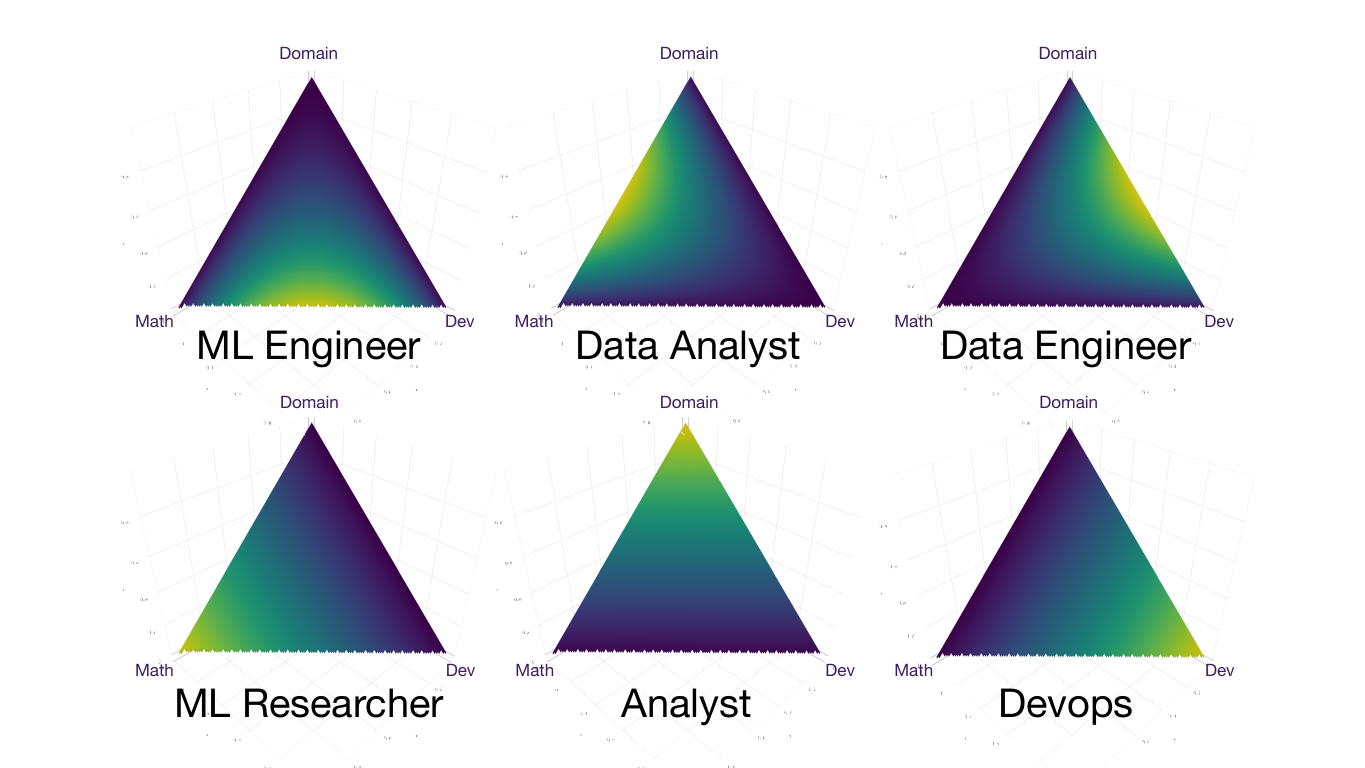 Domain
Domain
Domain
Math
Dev
Math
Dev
Math
Dev
ML Engineer
Data Analyst
Data Engineer
Domain
Domain
Domain
Math
Dev
Math
Dev
Math
Dev
ML Researcher
Analyst
Devops